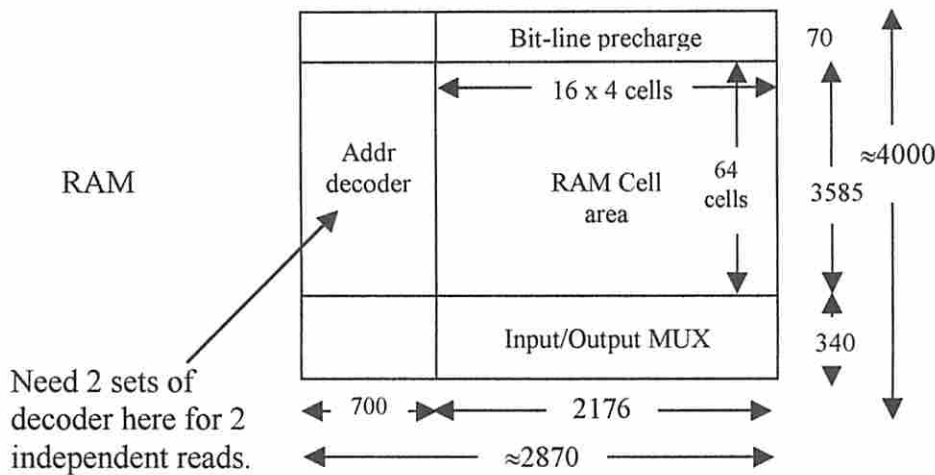 Bit-line precharge
70
16 x 4 cells
RAM
Addr
decoder
RAM Cell
area
64
cells
3585
≈4000
Input/Output MUX
340
Need 2 sets of
decoder here for 2
independent reads.
700
2176
≈2870